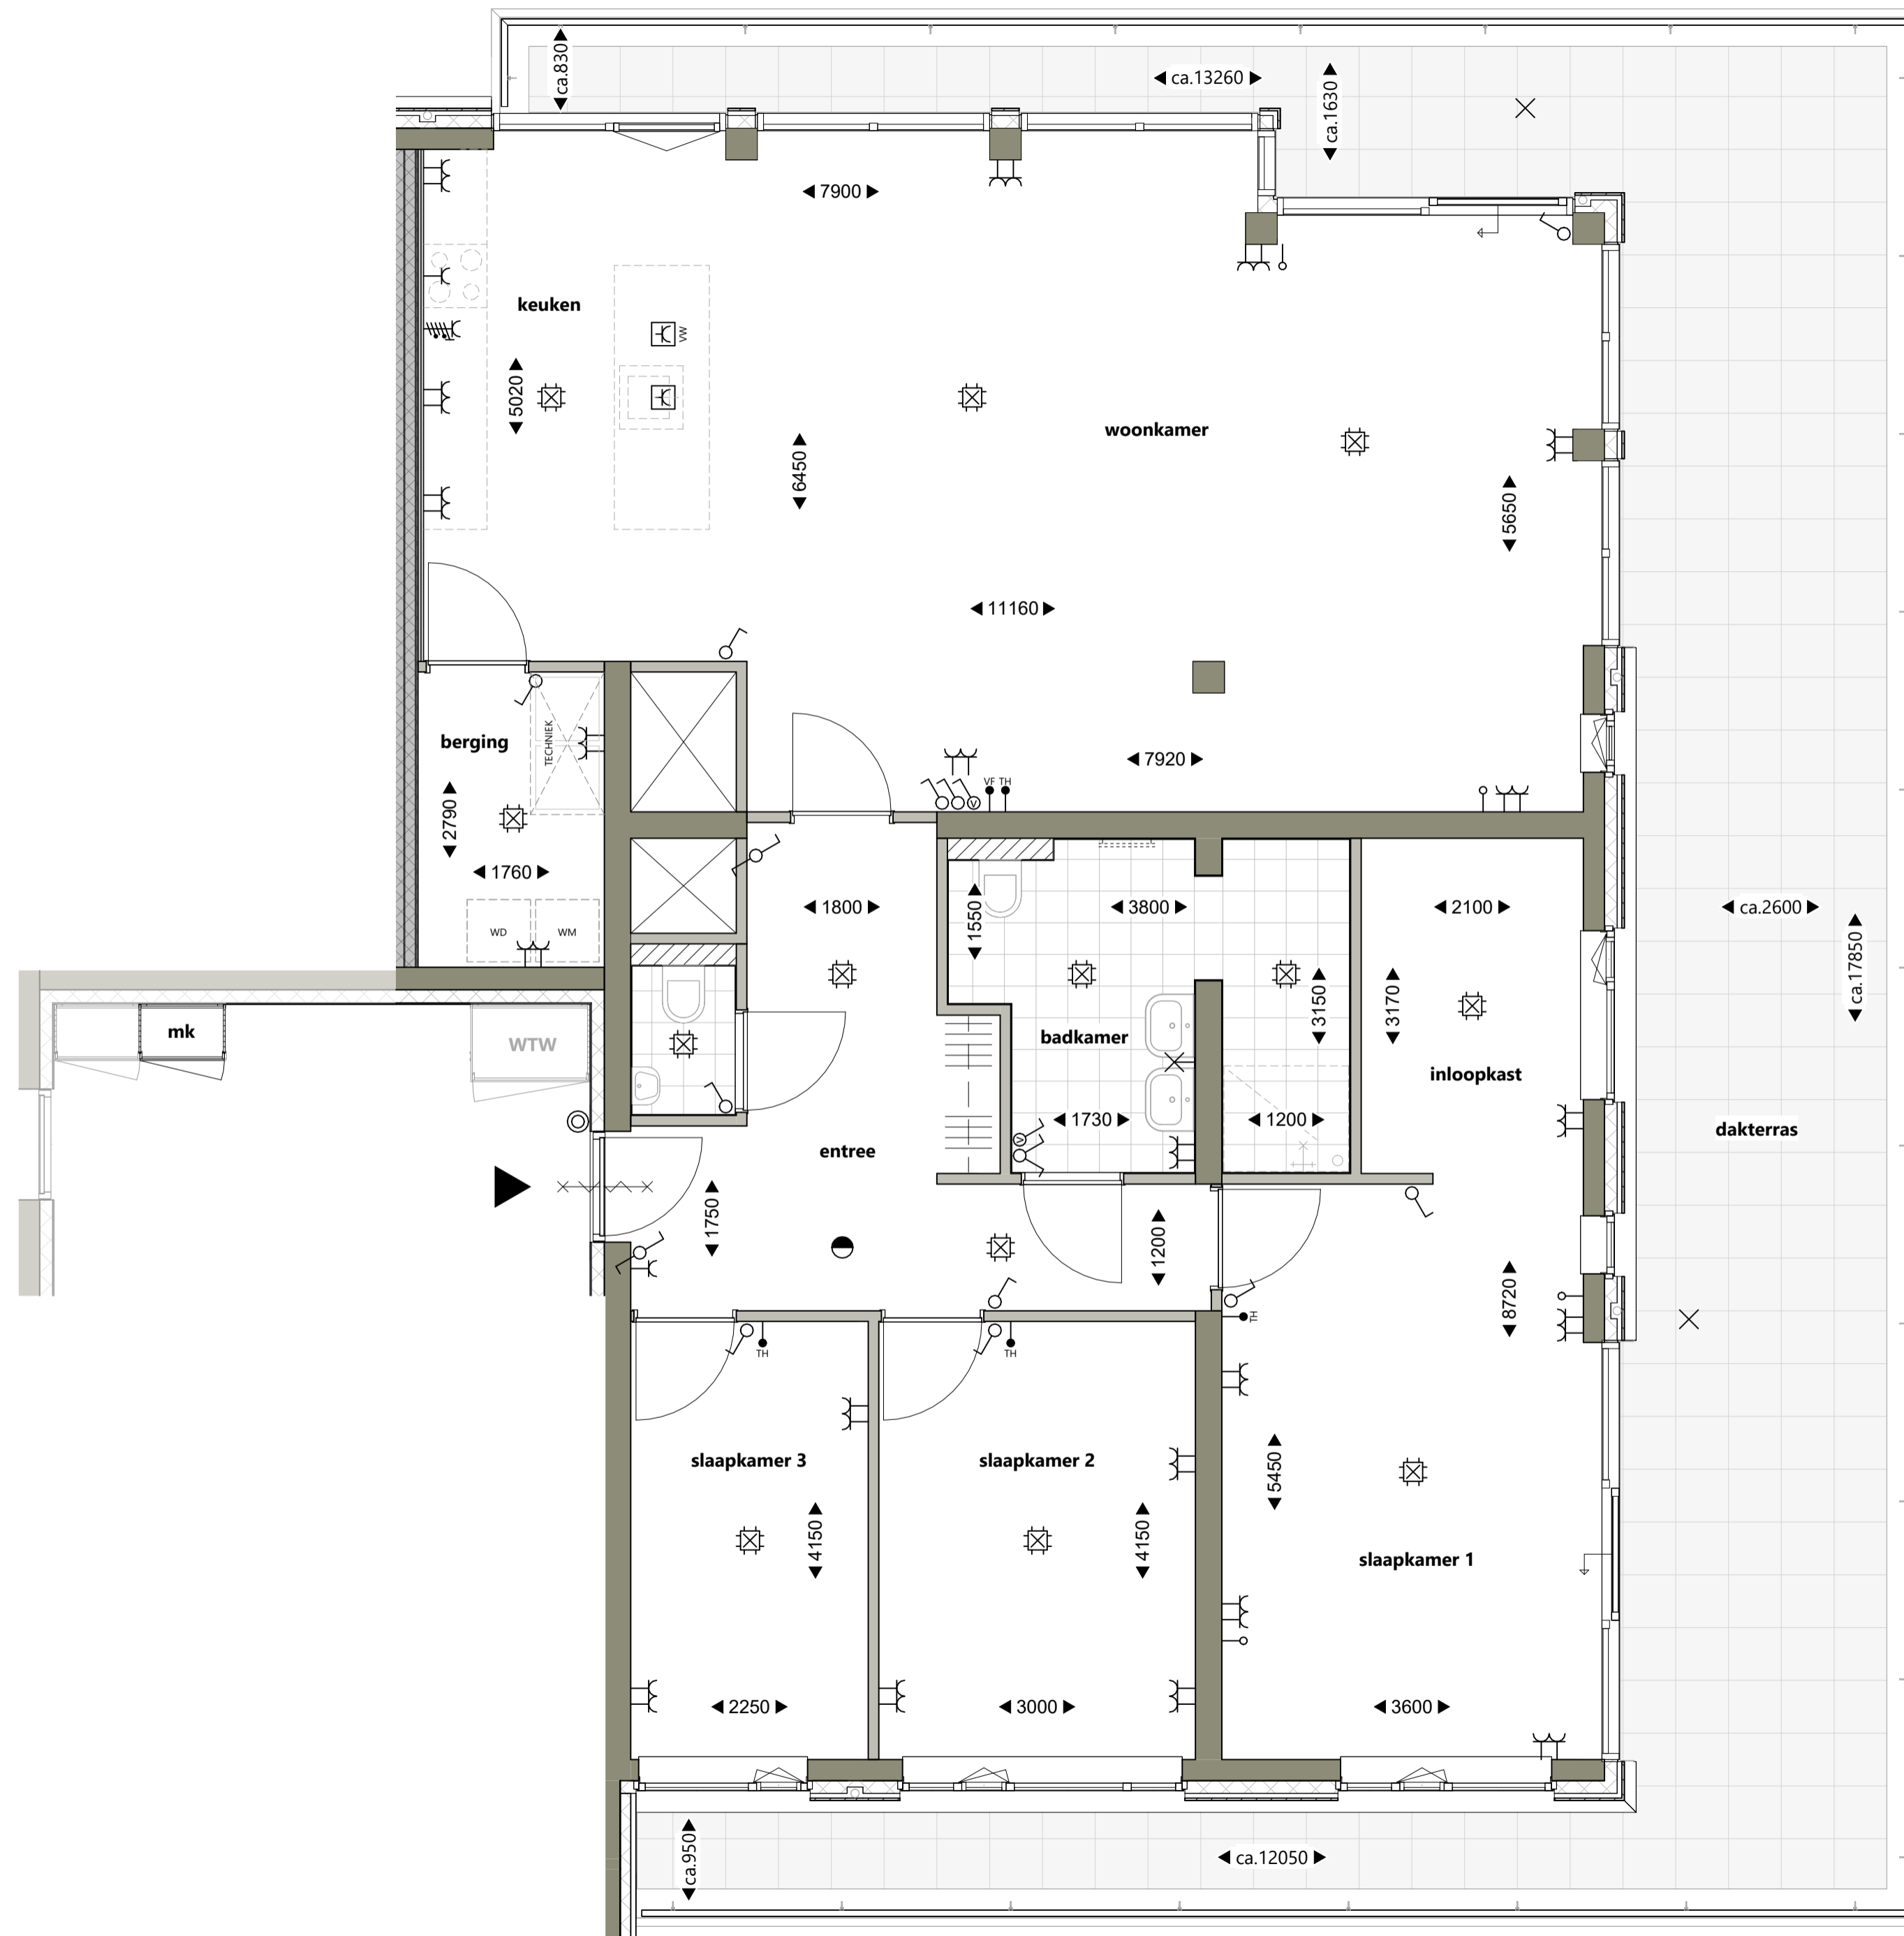 ca.830
ca.13260
ca.1630
7900
keuken
VW
5020
6450
woonkamer
5650
11160
berging
TECHNIEK
2790
1760
WD
WM
7920
VF TH
V
1800
1550
3800
2100
ca.2600
ca.17850
mk
WTW
3150
3170
badkamer
inloopkast
1730
1200
V
dakterras
entree
1750
1200
8720
TH
TH
TH
slaapkamer 3
slaapkamer 2
5450
4150
4150
slaapkamer 1
2250
3000
3600
ca.950
ca.12050